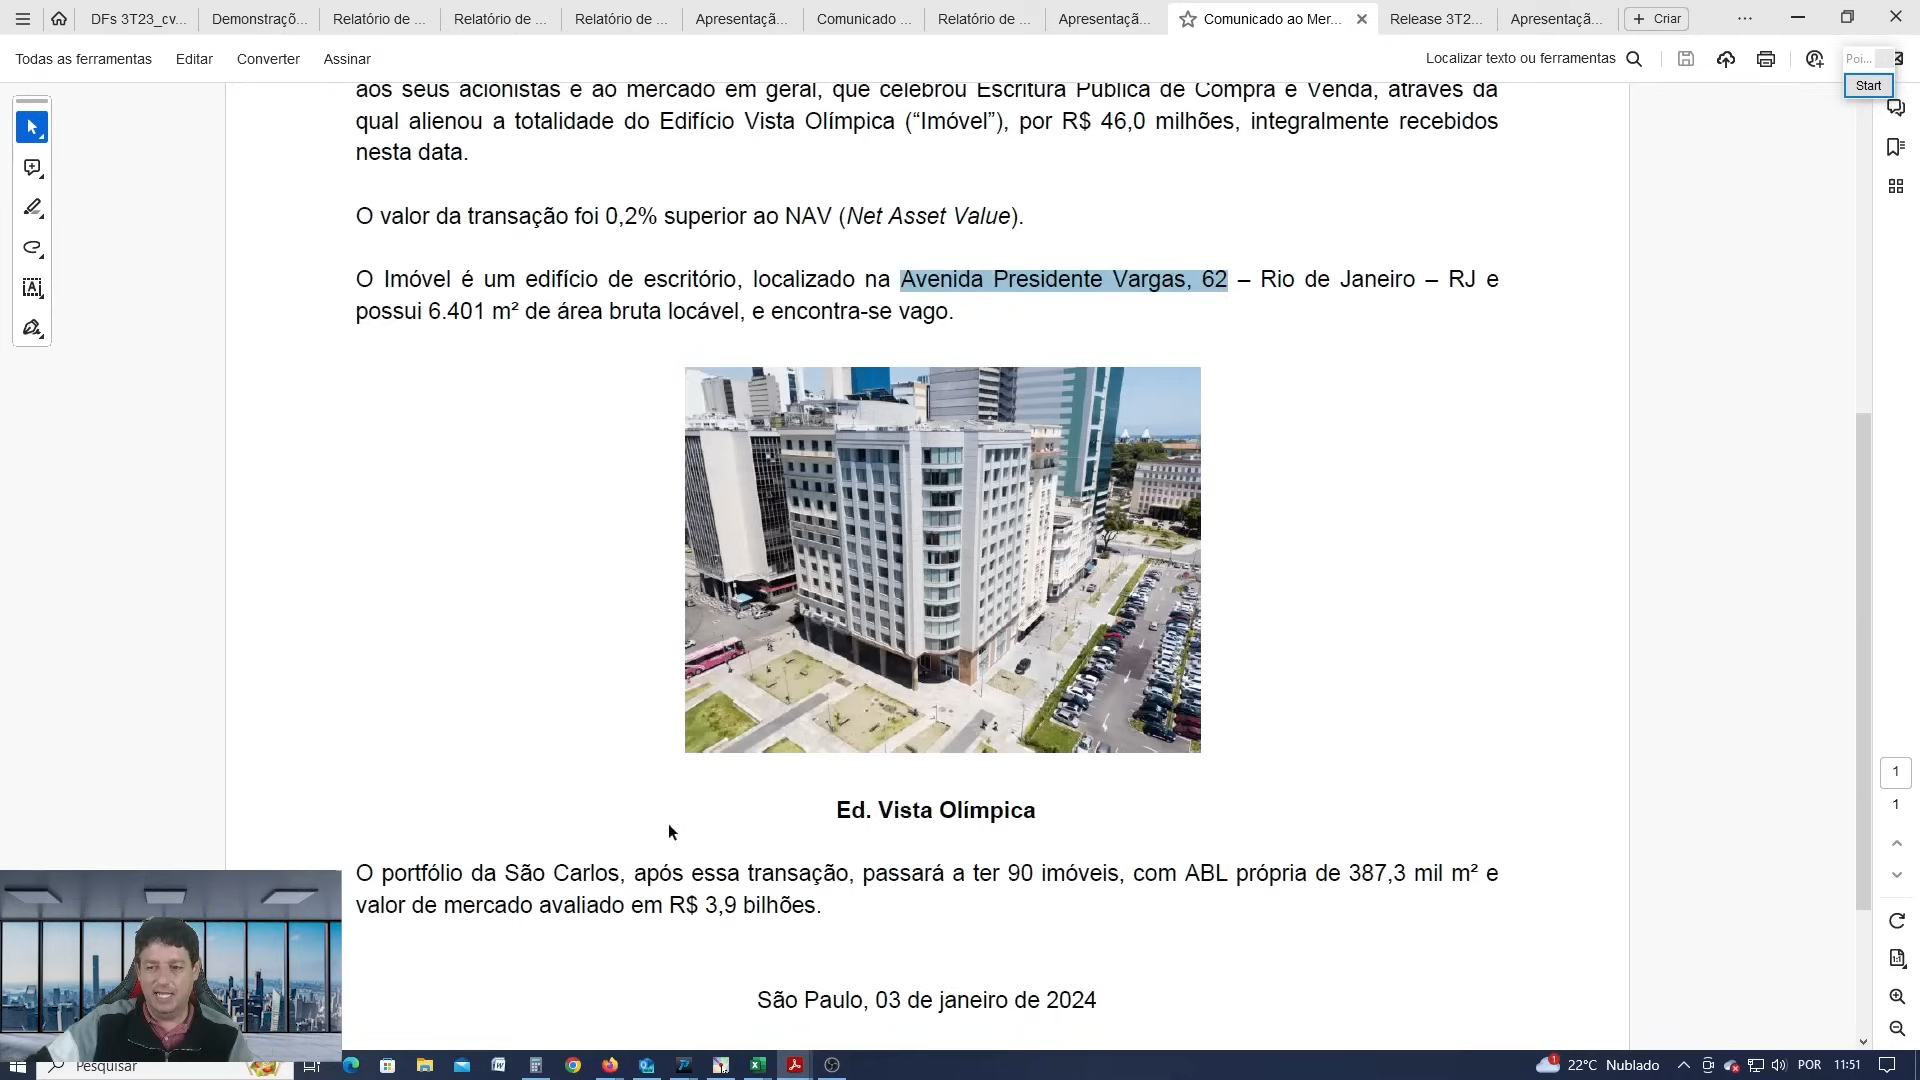 DFs 3T23_cv...
Demonstraçõ...
Relatório de ...
Relatório de ...
Relatório de ...
Apresentaçã...
Comunicado ...
Relatório de ...
Apresentaçã...
Comunicado ao Mer...
Release 3T2...
Apresentaçã...
Criar
Todas as ferramentas
Editar
Converter
Assinar
Localizar texto ou ferramentas
Poi...
Start
aos seus acionistas e ao mercado em geral, que celebrou Escritura Pública de Compra e Venda, através da
qual alienou a totalidade do Edifício Vista Olímpica (“Imóvel”), por R$ 46,0 milhões, integralmente recebidos
nesta data.
O valor da transação foi 0,2% superior ao NAV (Net Asset Value).
O Imóvel é um edifício de escritório, localizado na Avenida Presidente Vargas, 62 – Rio de Janeiro – RJ e
possui 6.401 m² de área bruta locável, e encontra-se vago.
Ed. Vista Olímpica
O portfólio da São Carlos, após essa transação, passará a ter 90 imóveis, com ABL própria de 387,3 mil m² e
valor de mercado avaliado em R$ 3,9 bilhões.
São Paulo, 03 de janeiro de 2024
1
1
Pesquisar
22°C Nublado
POR
11:51